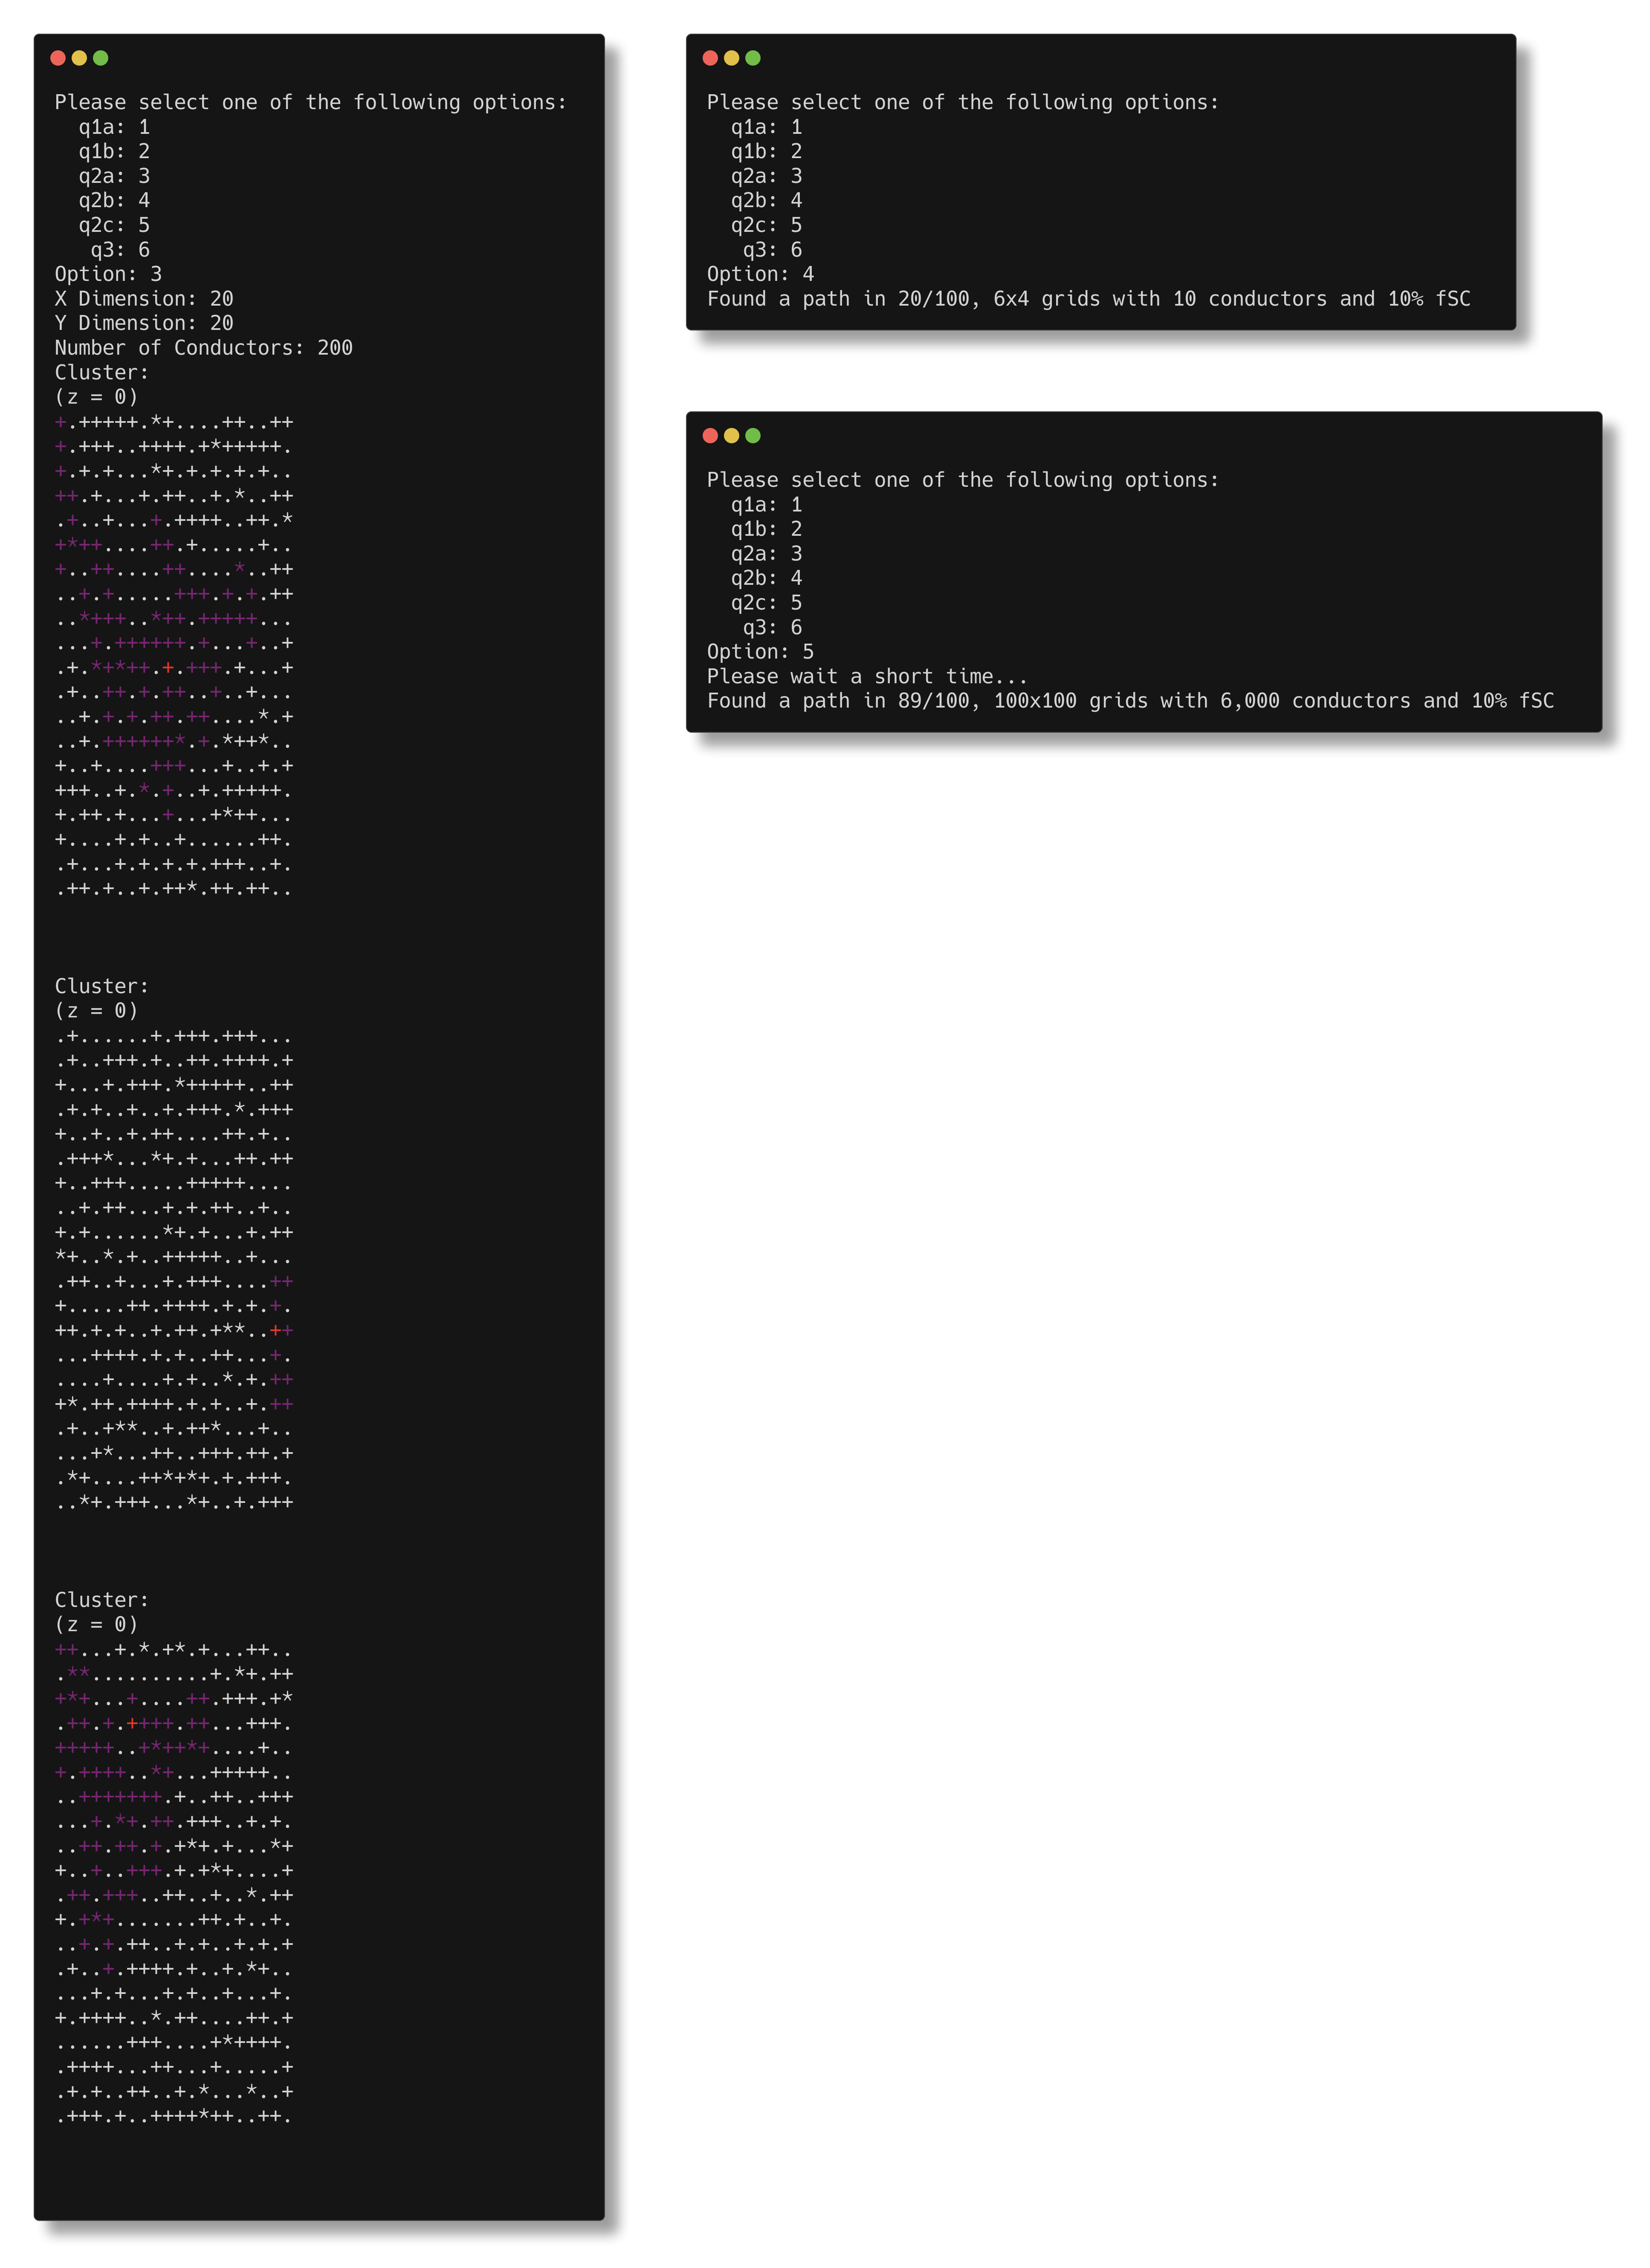 Please select one of the following options:
  q1a: 1
  q1b: 2
  q2a: 3
  q2b: 4
  q2c: 5
   q3: 6
Option: 3
X Dimension: 20
Y Dimension: 20
Number of Conductors: 200
Cluster:
(z = 0)
+.+++++.*+....++..++
+.+++..++++.+*+++++.
+.+.+...*+.+.+.+.+..
++.+...+.++..+.*..++
.+..+...+.++++..++.*
+*++....++.+.....+..
+..++....++....*..++
..+.+.....+++.+.+.++
..*+++..*++.+++++...
...+.++++++.+...+..+
.+.*+*++.+.+++.+...+
.+..++.+.++..+..+...
..+.+.+.++.++....*.+
..+.++++++*.+.*++*..
+..+....+++...+..+.+
+++..+.*.+..+.+++++.
+.++.+...+...+*++...
+....+.+..+......++.
.+...+.+.+.+.+++..+.
.++.+..+.++*.++.++..
Cluster:
(z = 0)
.+......+.+++.+++...
.+..+++.+..++.++++.+
+...+.+++.*+++++..++
.+.+..+..+.+++.*.+++
+..+..+.++....++.+..
.+++*...*+.+...++.++
+..+++.....+++++....
..+.++...+.+.++..+..
+.+......*+.+...+.++
*+..*.+..+++++..+...
.++..+...+.+++....++
+.....++.++++.+.+.+.
++.+.+..+.++.+**..++
...++++.+.+..++...+.
....+....+.+..*.+.++
+*.++.++++.+.+..+.++
.+..+**..+.++*...+..
...+*...++..+++.++.+
.*+....++*+*+.+.+++.
..*+.+++...*+..+.+++
Cluster:
(z = 0)
++...+.*.+*.+...++..
.**..........+.*+.++
+*+...+....++.+++.+*
.++.+.++++.++...+++.
+++++..+*++*+....+..
+.++++..*+...+++++..
..+++++++.+..++..+++
...+.*+.++.+++..+.+.
..++.++.+.+*+.+...*+
+..+..+++.+.+*+....+
.++.+++..++..+..*.++
+.+*+.......++.+..+.
..+.+.++..+.+..+.+.+
.+..+.++++.+..+.*+..
...+.+...+.+..+...+.
+.++++..*.++....++.+
......+++....+*++++.
.++++...++...+.....+
.+.+..++..+.*...*..+
.+++.+..++++*++..++.
Please select one of the following options:
  q1a: 1
  q1b: 2
  q2a: 3
  q2b: 4
  q2c: 5
   q3: 6
Option: 4
Found a path in 20/100, 6x4 grids with 10 conductors and 10% fSC
Please select one of the following options:
  q1a: 1
  q1b: 2
  q2a: 3
  q2b: 4
  q2c: 5
   q3: 6
Option: 5
Please wait a short time...
Found a path in 89/100, 100x100 grids with 6,000 conductors and 10% fSC